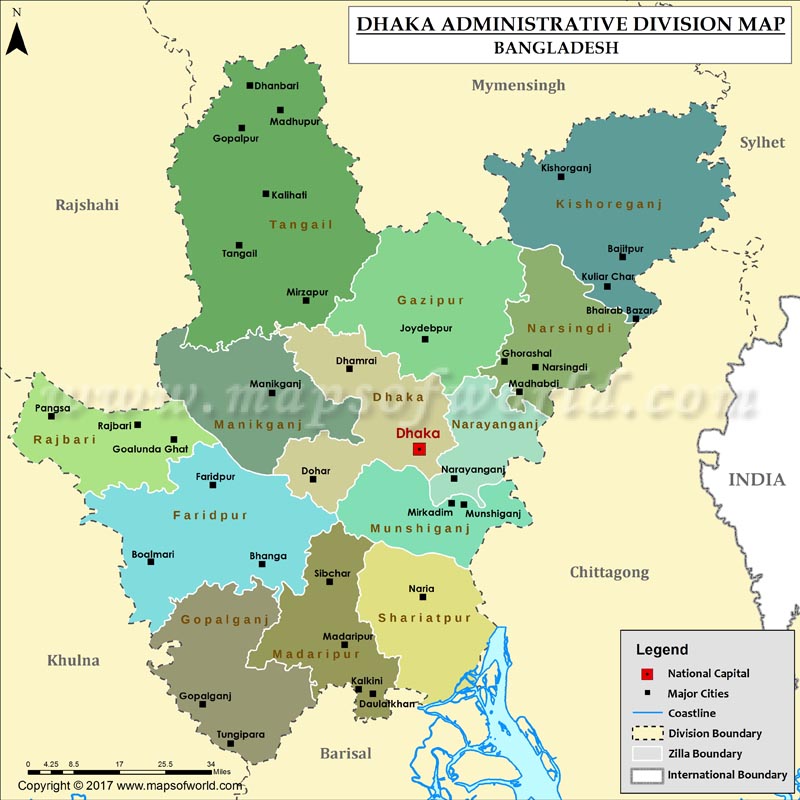 N
DHAKA ADMINISTRATIVE DIVISION MAP
BANGLADESH
Mymensingh
Sylhet
Rajshahi
Dhanbari
Madhupur
Gopalpur
Kalihati
Tangail
Tangail
Mirzapur
Kishorganj
Kishoreganj
Bajitpur
Kuliar Char
Bhairab Bazar
Gazipur
Joydebpur
Narsingdi
Ghorashal
Narsingdi
Madhabdi
Dhamrai
Dhaka
Dhaka
Manikganj
Manikganj
www.mapsofworld.com
Pangsa
Rajbari
Rajbari
Goalunda Ghat
Narayanganj
Narayanganj
Dohar
Faridpur
Faridpur
Boalmari
Bhanga
Mirkadim
Munshiganj
Munshiganj
INDIA
Chittagong
Sibchar
Naria
Shariatpur
Gopalganj
Madaripur
Madaripur
Khulna
Kalkini
Daulatkhan
Gopalganj
Tungipara
Barisal
Legend
National Capital
Major Cities
Coastline
Division Boundary
Zilla Boundary
International Boundary
0 4.25 8.5 17 25.5 34
Miles
Copyright © 2017 www.mapsofworld.com